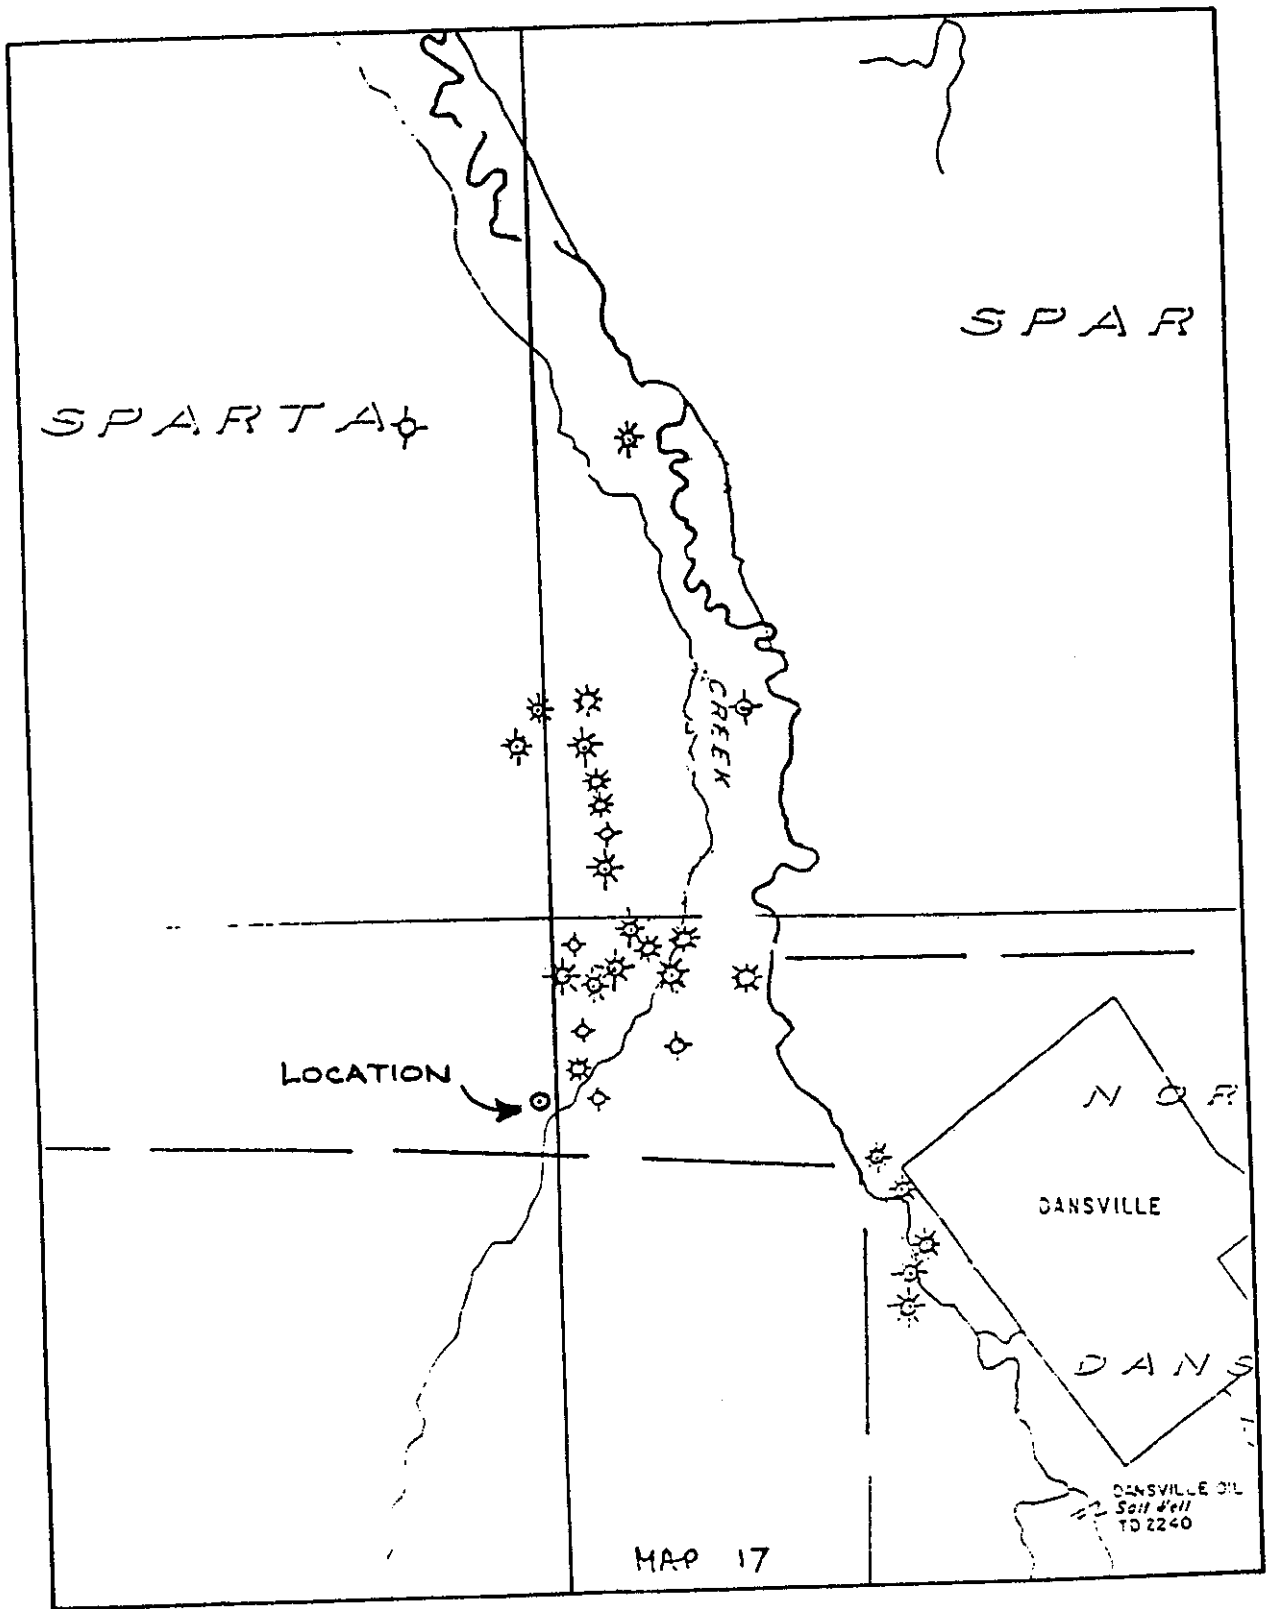 SPAR
SPARTA
CREEK
LOCATION
NOR
DANSVILLE
DANS
DANSVILLE OIL
Salt Well
TD 2240
MAP 17